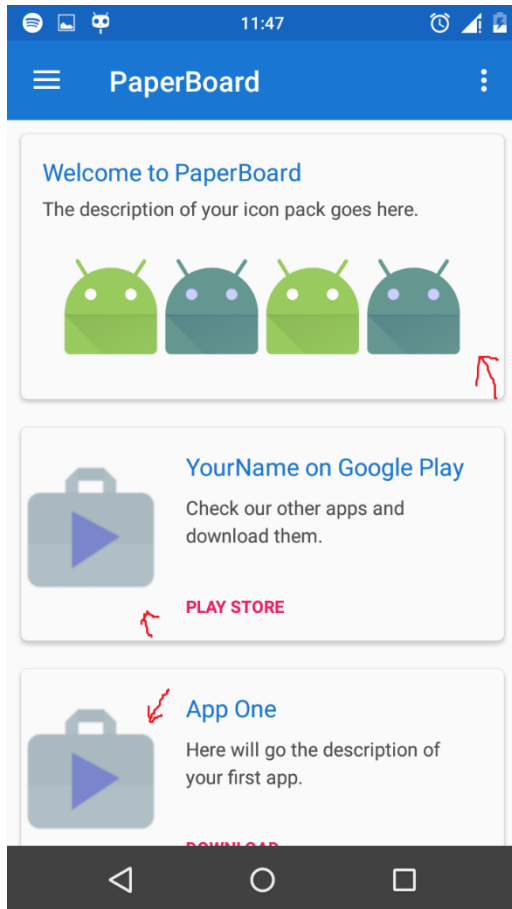 11:47
PaperBoard
Welcome to PaperBoard
The description of your icon pack goes here.
YourName on Google Play
Check our other apps and
download them.
PLAY STORE
App One
Here will go the description of
your first app.
DOWNLOAD